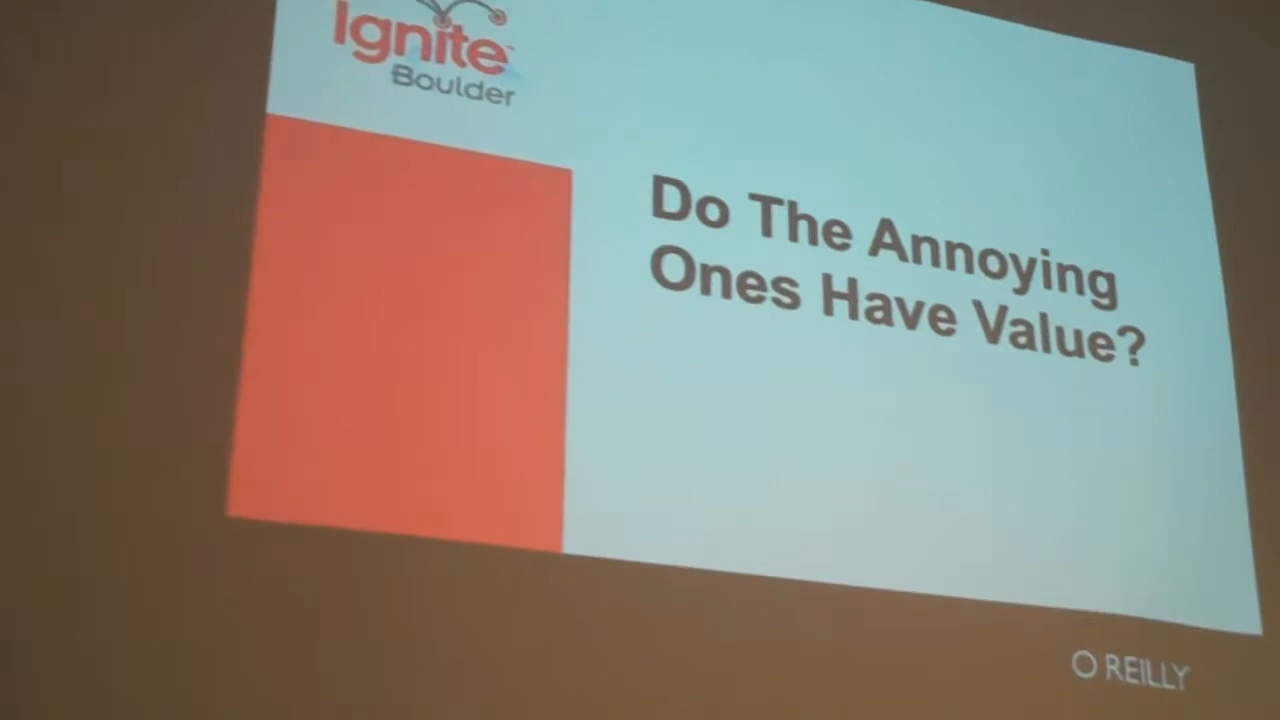 Ignite
Boulder
Do The Annoying
Ones Have Value?
O REILLY